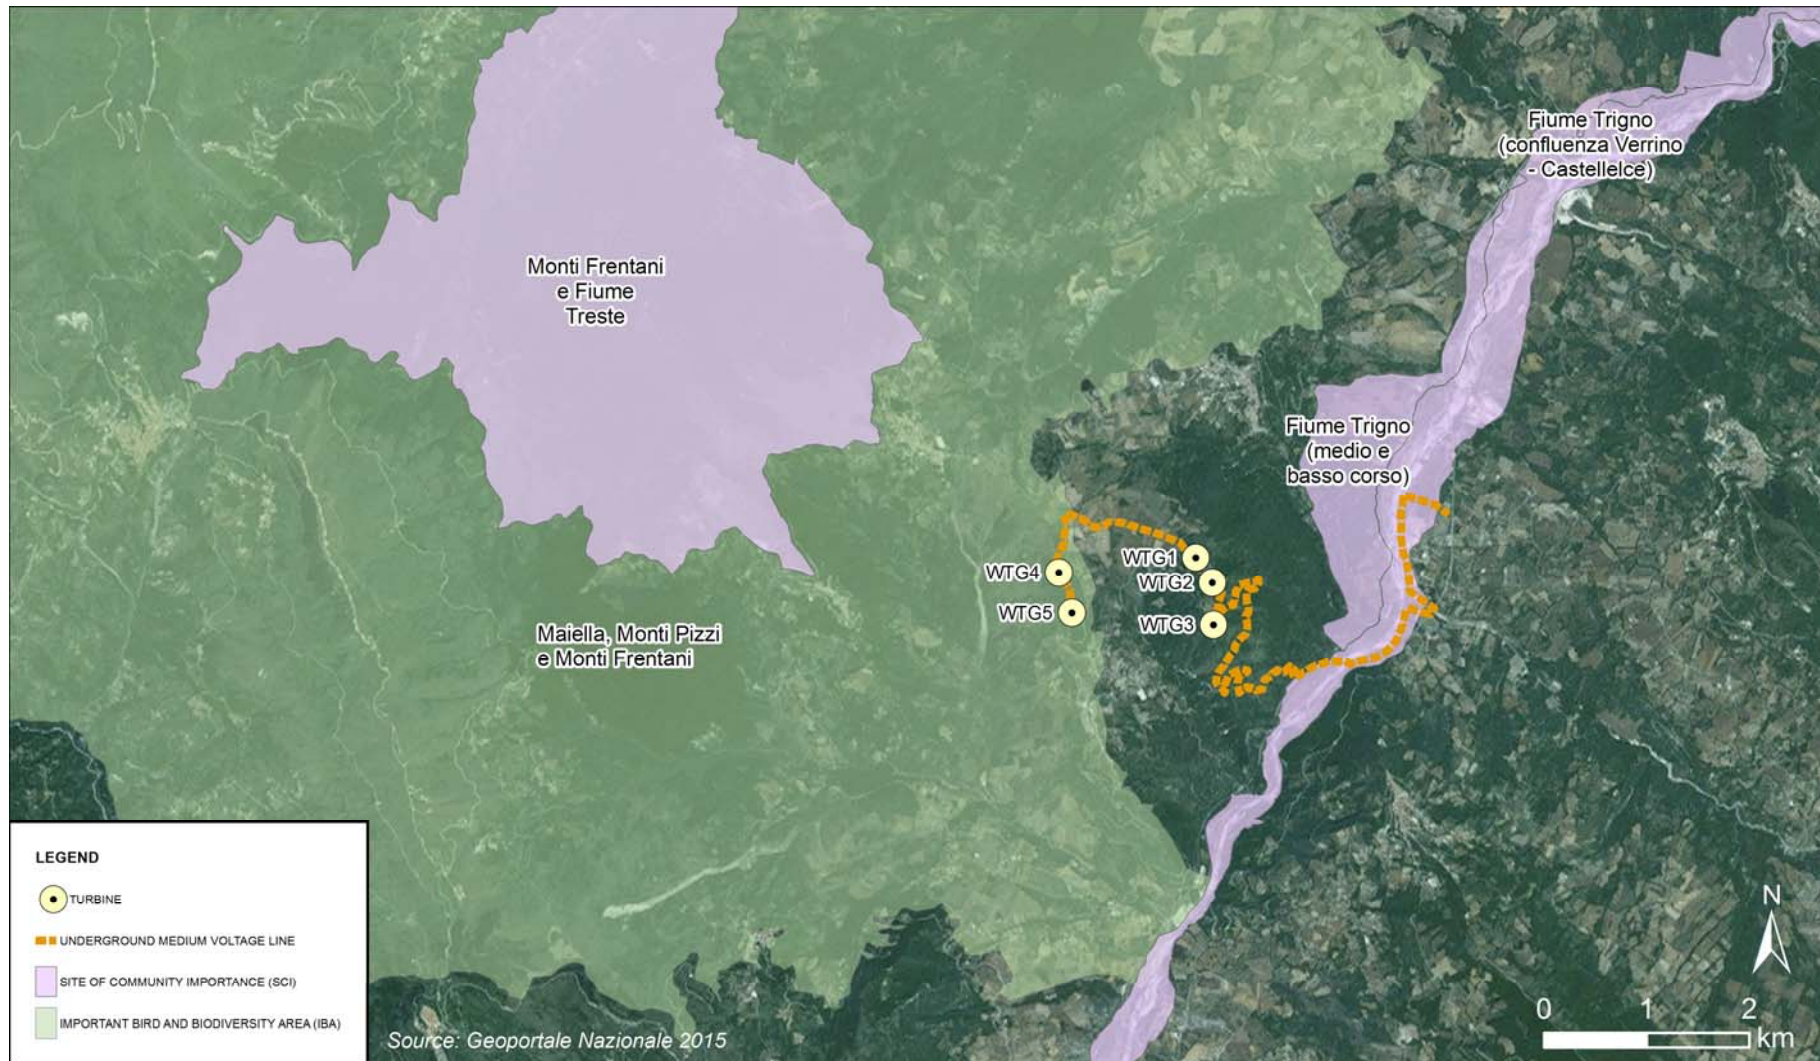 Fiume Trigno
(confluenza Verrino
- Castellelce)
Monti Frentani
e Fiume
Treste
Fiume Trigno
(medio e
basso corso)
WTG1
WTG4
WTG2
WTG5
WTG3
Maiella, Monti Pizzi
e Monti Frentani
LEGEND
TURBINE
UNDERGROUND MEDIUM VOLTAGE LINE
SITE OF COMMUNITY IMPORTANCE (SCI)
IMPORTANT BIRD AND BIODIVERSITY AREA (IBA)
Source: Geoportale Nazionale 2015
N
0 1 2
km